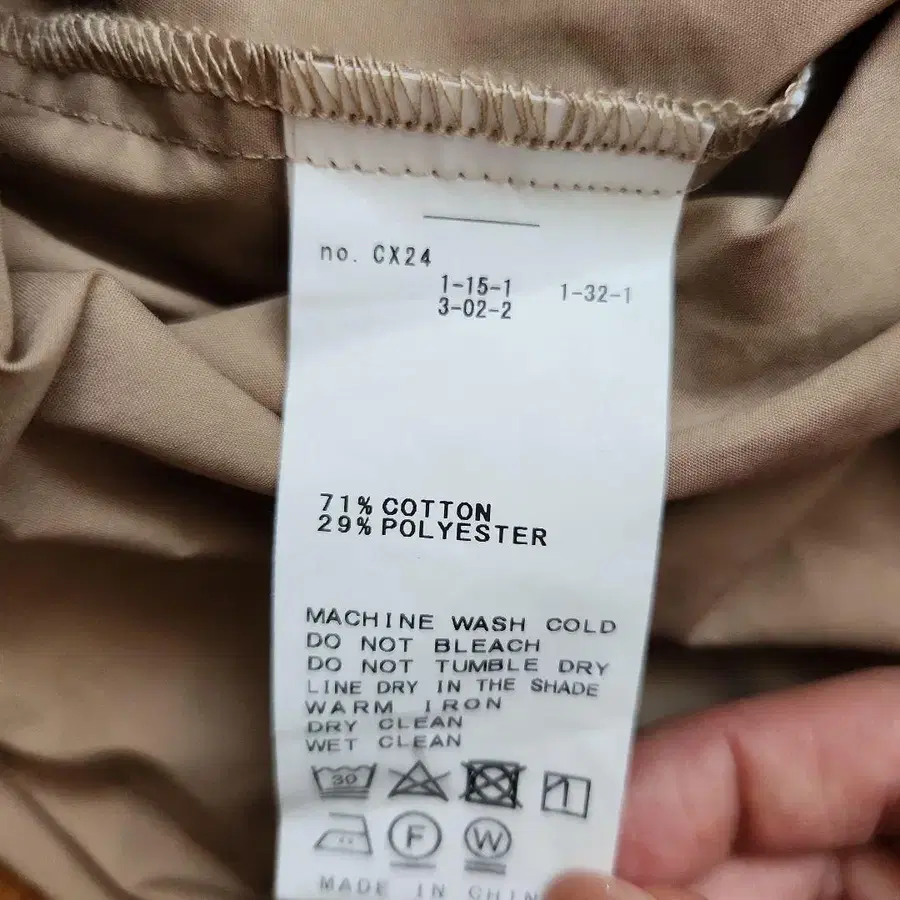 no. CX24
1-15-1 1-32-1
3-02-2
71% COTTON
29% POLYESTER
MACHINE WASH COLD
DO NOT BLEACH
DO NOT TUMBLE DRY
LINE DRY IN THE SHADE
WARM IRON
DRY CLEAN
WET CLEAN
30
F W
MADE IN CHIN